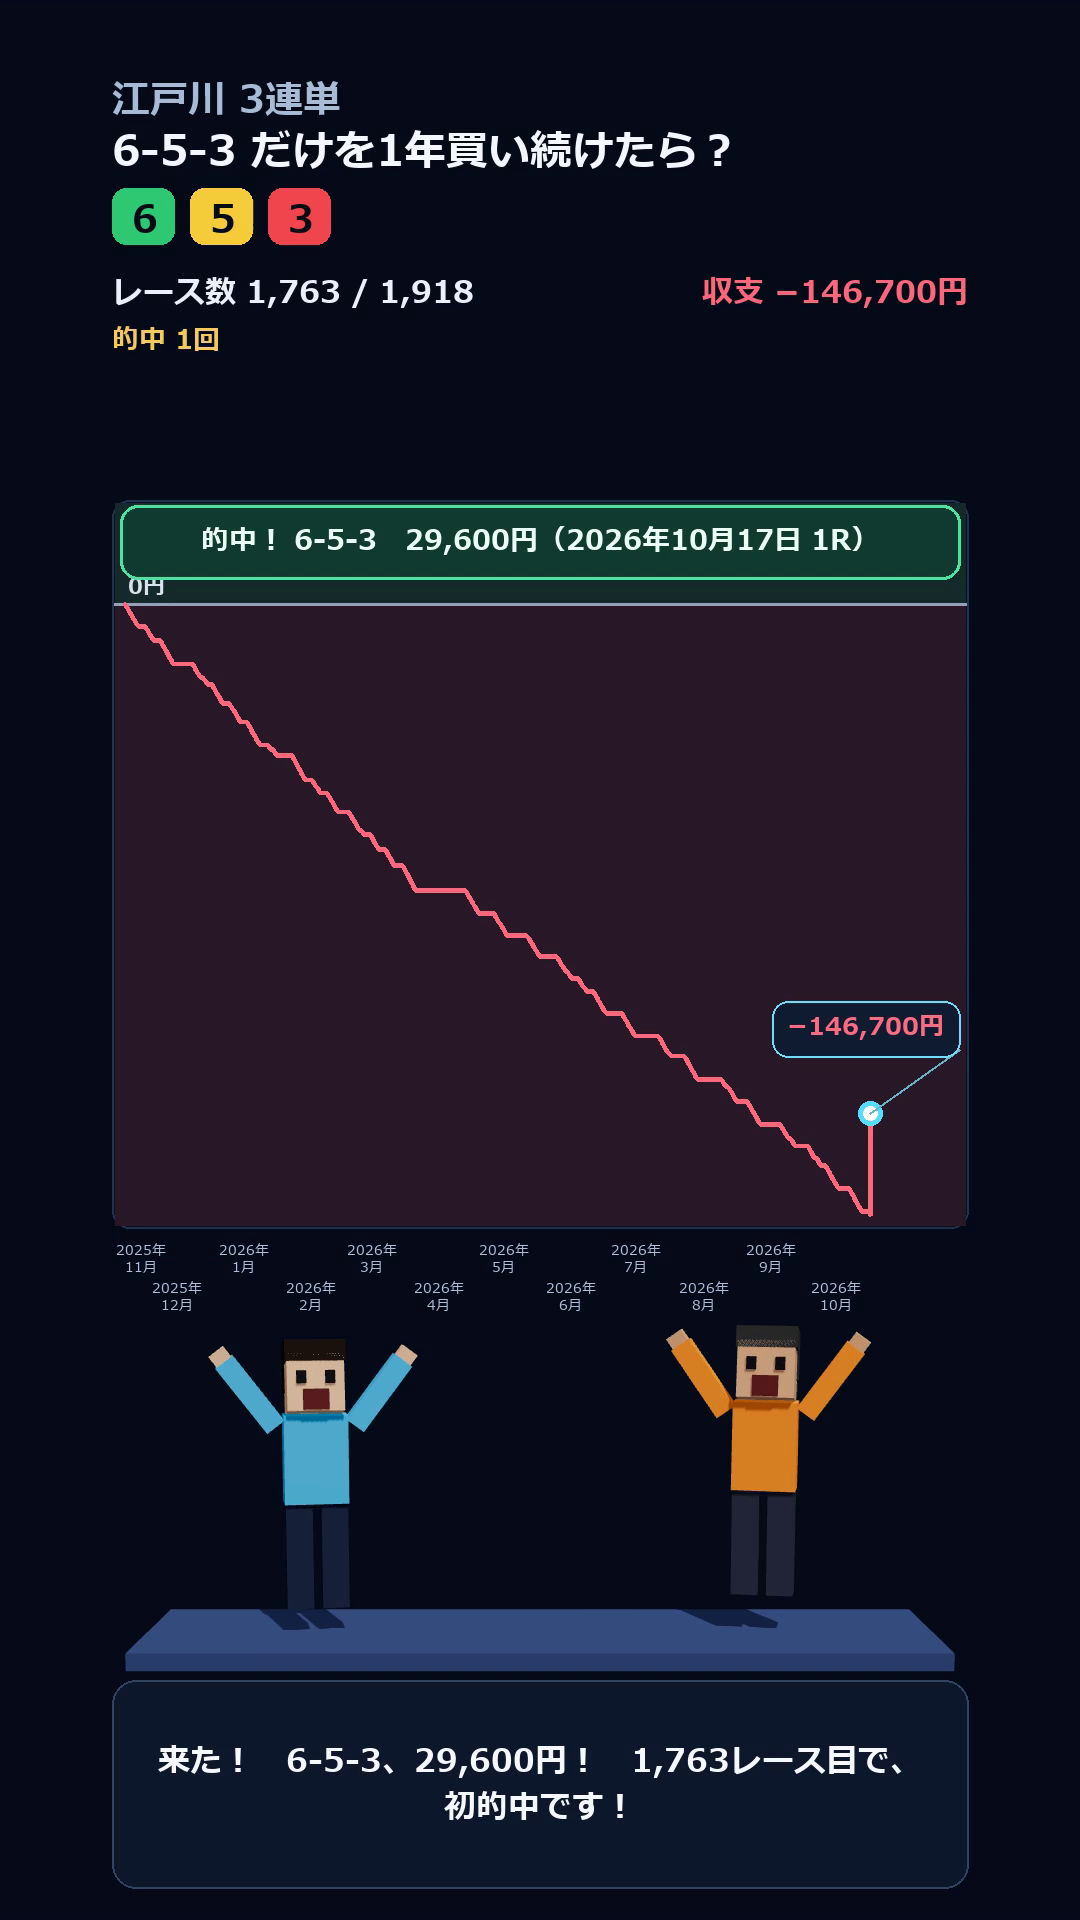 江戸川 3連単
6-5-3 だけを1年買い続けたら？
6 5 3
レース数 1,763 / 1,918
収支 −146,700円
的中 1回
的中！ 6-5-3　29,600円（2026年10月17日 1R）
0円
−146,700円
2025年
11月
2025年
12月
2026年
1月
2026年
2月
2026年
3月
2026年
4月
2026年
5月
2026年
6月
2026年
7月
2026年
8月
2026年
9月
2026年
10月
来た！　6-5-3、29,600円！　1,763レース目で、
初的中です！